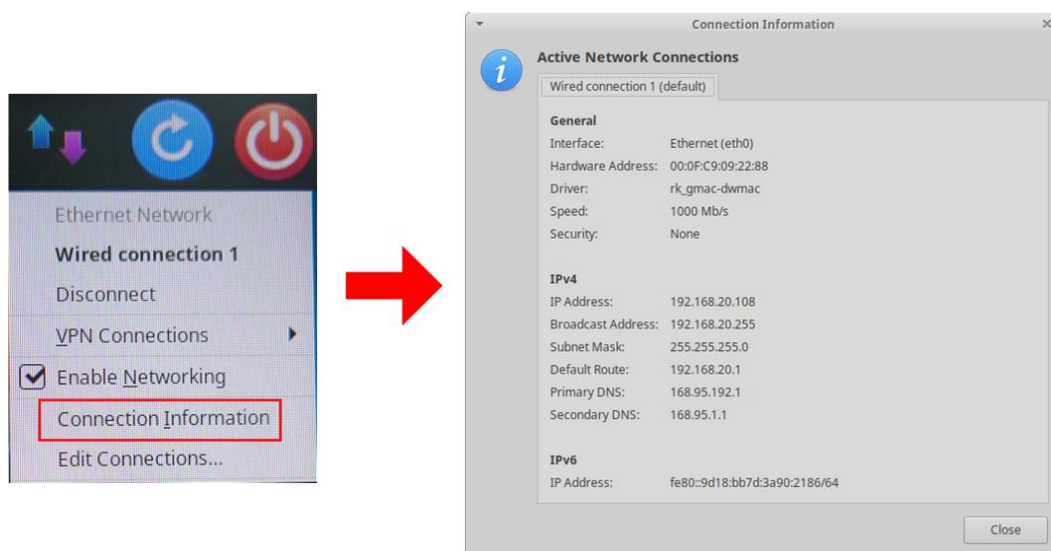 Ethernet Network
Wired connection 1
Disconnect
VPN Connections
Enable Networking
Connection Information
Edit Connections...
Connection Information
i
Active Network Connections
Wired connection 1 (default)
General
Interface: Ethernet (eth0)
Hardware Address: 00:0F:C9:09:22:88
Driver: rk_gmac-dwmac
Speed: 1000 Mb/s
Security: None
IPv4
IP Address: 192.168.20.108
Broadcast Address: 192.168.20.255
Subnet Mask: 255.255.255.0
Default Route: 192.168.20.1
Primary DNS: 168.95.192.1
Secondary DNS: 168.95.1.1
IPv6
IP Address: fe80::9d18:bb7d:3a90:2186/64
Close